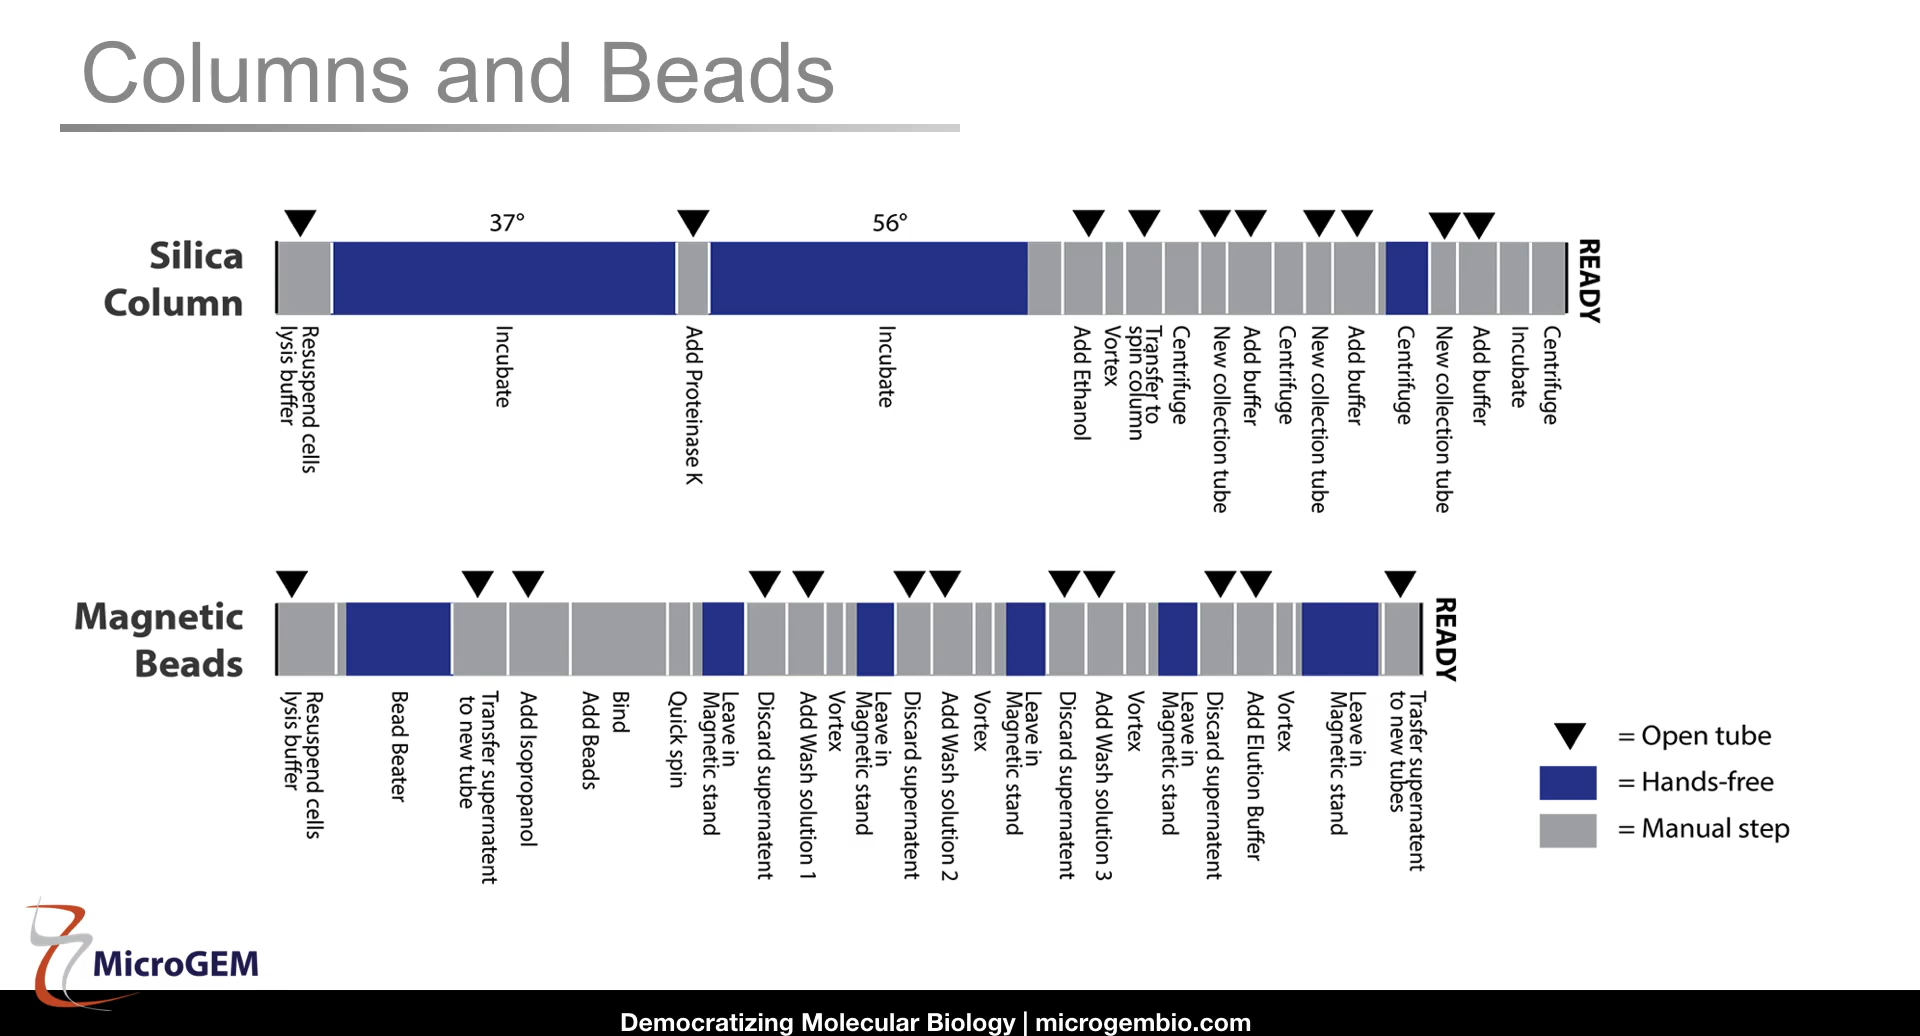 Columns and Beads
37°
56°
Silica
Column
READY
Resuspend cells
lysis buffer
Incubate
Add Proteinase K
Incubate
Add Ethanol
Vortex
Transfer to
spin column
Centrifuge
New collection tube
Add buffer
Centrifuge
New collection tube
Add buffer
Centrifuge
New collection tube
Add buffer
Incubate
Centrifuge
Magnetic
Beads
READY
Resuspend cells
lysis buffer
Bead Beater
Transfer supernatent
to new tube
Add Isopropanol
Bind
Add Beads
Quick spin
Leave in
Magnetic stand
Discard supernatent
Add Wash solution 1
Vortex
Leave in
Magnetic stand
Discard supernatent
Add Wash solution 2
Vortex
Leave in
Magnetic stand
Discard supernatent
Add Wash solution 3
Vortex
Leave in
Magnetic stand
Discard supernatent
Add Elution Buffer
Vortex
Leave in
Magnetic stand
Trasfer supernatent
to new tubes
= Open tube
= Hands-free
= Manual step
MicroGEM
Democratizing Molecular Biology | microgembio.com